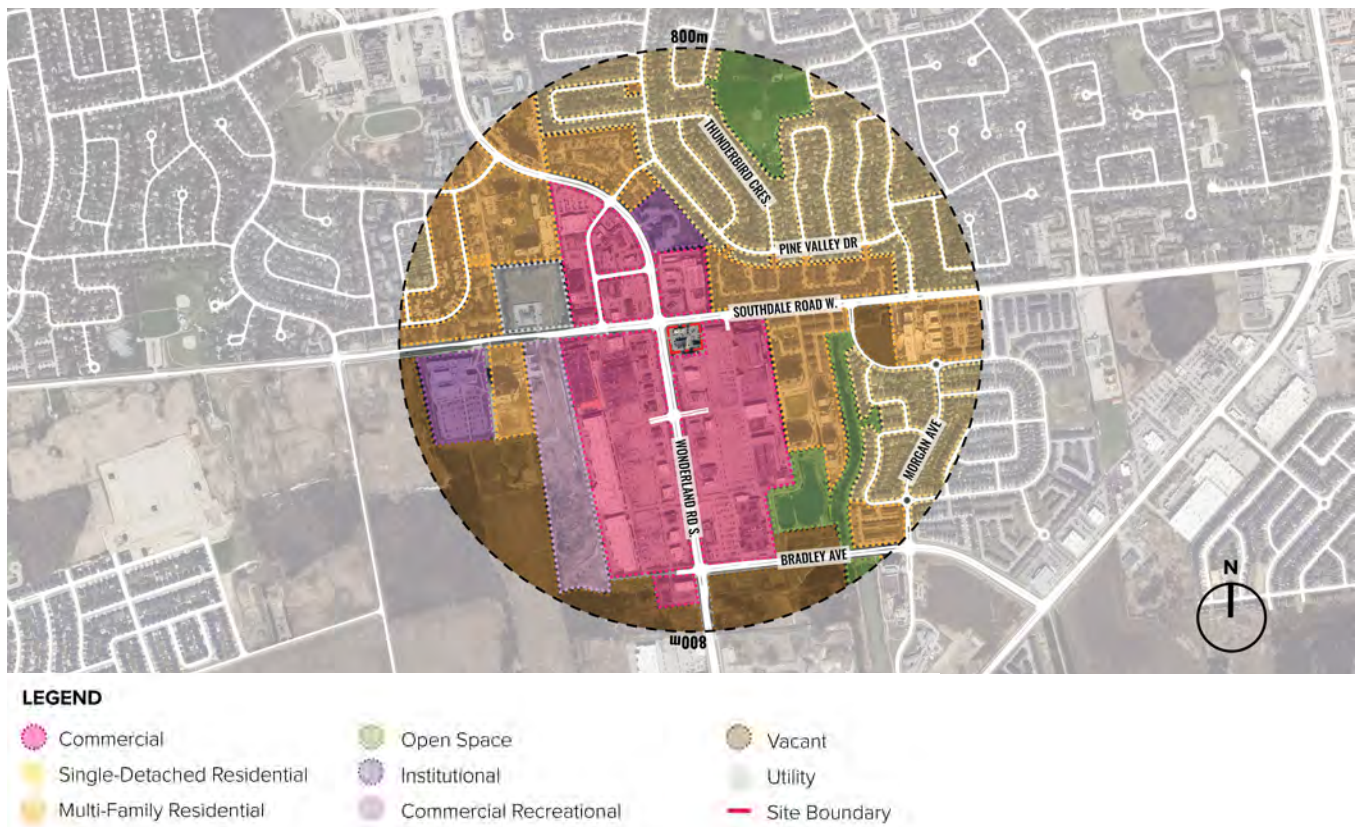 800m
THUNDERBIRD CRES.
PINE VALLEY DR
SOUTHDALE ROAD W.
MORGAN AVE
WONDERLAND RD S.
BRADLEY AVE
800m
N
LEGEND
Commercial
Single-Detached Residential
Multi-Family Residential
Open Space
Institutional
Commercial Recreational
Vacant
Utility
Site Boundary